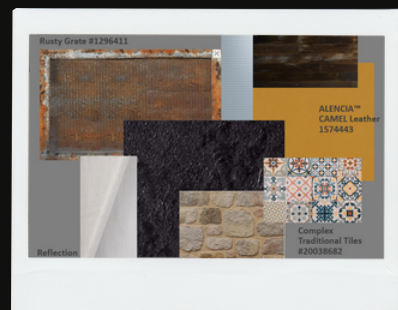 Rusty Grate #1296411
ALENCIA™
CAMEL Leather
1574443
Complex
Traditional Tiles
#20038682
Reflection